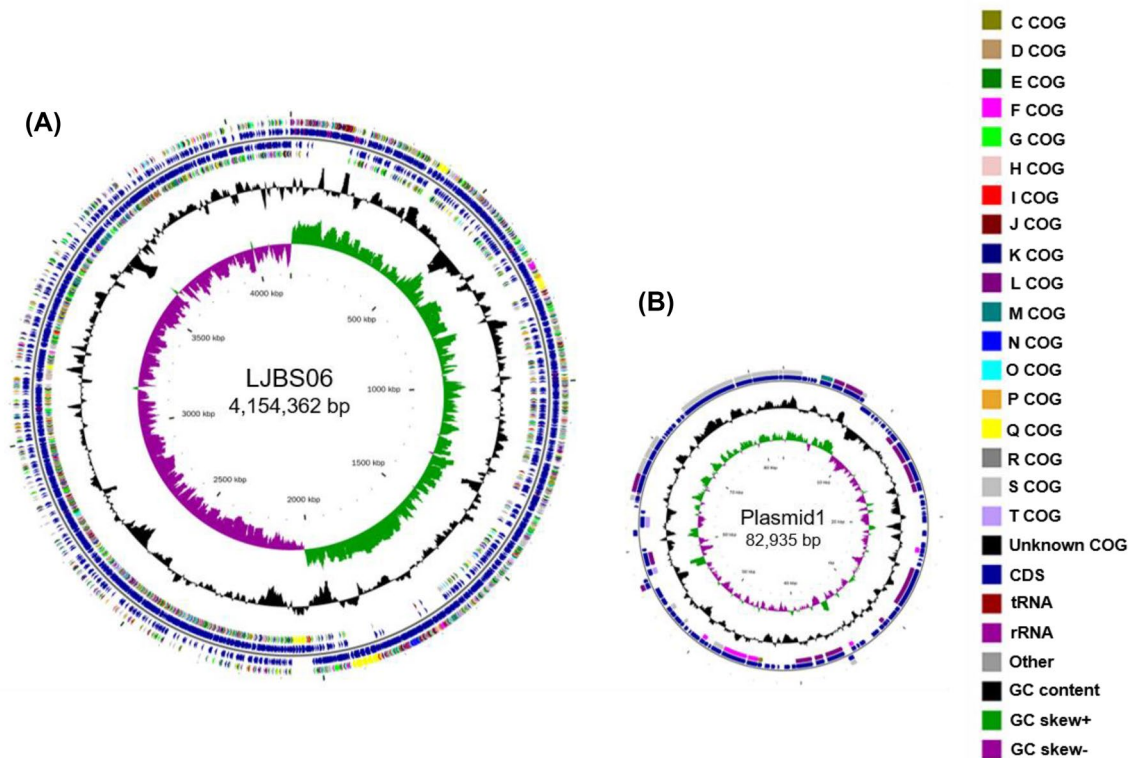 (A)
4000 kbp
500 kbp
3500 kbp
LJBS06
4,154,362 bp
1000 kbp
3000 kbp
1500 kbp
2500 kbp
2000 kbp
(B)
Plasmid1
82,935 bp
C COG
D COG
E COG
F COG
G COG
H COG
I COG
J COG
K COG
L COG
M COG
N COG
O COG
P COG
Q COG
R COG
S COG
T COG
Unknown COG
CDS
tRNA
rRNA
Other
GC content
GC skew+
GC skew-